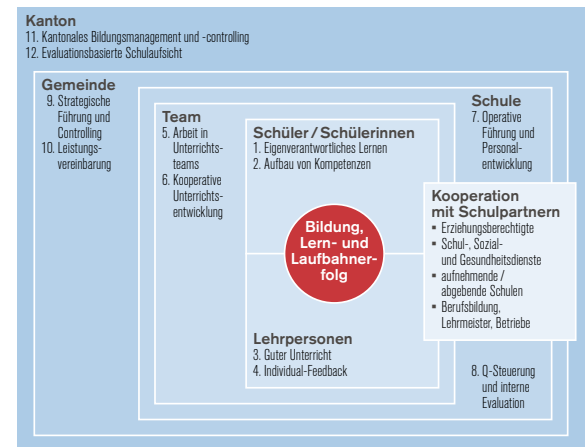 Kanton
11. Kantonales Bildungsmanagement und -controlling
12. Evaluationsbasierte Schulaufsicht
Gemeinde
9. Strategische
Führung und
Controlling
10. Leistungs-
vereinbarung
Team
5. Arbeit in
Unterrichts-
teams
6. Kooperative
Unterrichts-
entwicklung
Schüler / Schülerinnen
1. Eigenverantwortliches Lernen
2. Aufbau von Kompetenzen
Bildung,
Lern- und
Laufbahner-
folg
Lehrpersonen
3. Guter Unterricht
4. Individual-Feedback
Schule
7. Operative
Führung und
Personal-
entwicklung
Kooperation
mit Schulpartnern
▪ Erziehungsberechtigte
▪ Schul-, Sozial-
und Gesundheitsdienste
▪ aufnehmende /
abgebende Schulen
▪ Berufsbildung,
Lehrmeister, Betriebe
8. Q-Steuerung
und interne
Evaluation